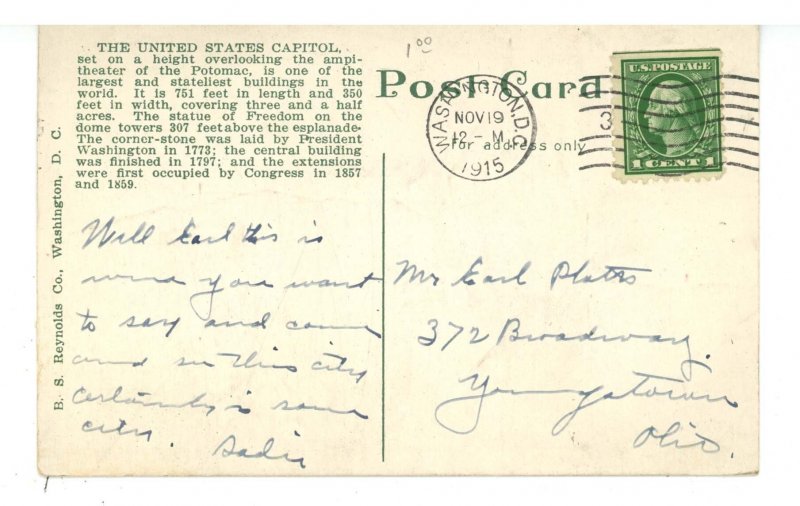 THE UNITED STATES CAPITOL,
set on a height overlooking the ampi-
theater of the Potomac, is one of the
largest and stateliest buildings in the
world. It is 751 feet in length and 350
feet in width, covering three and a half
acres. The statue of Freedom on the
dome towers 307 feet above the esplanade.
The corner-stone was laid by President
Washington in 1773; the central building
was finished in 1797; and the extensions
were first occupied by Congress in 1857
and 1859.
B. S. Reynolds Co., Washington, D. C.
1 00
Post Card
For address only
WASHINGTON, D.C.
NOV 19
12 - M
1915
3
U.S. POSTAGE
1 CENT 1
Well Earl this is
where you want
to say and come
and see this city
Certainly is some
city. Sadie
Mr Earl Platts
372 Broadway.
Youngstown
Ohio.